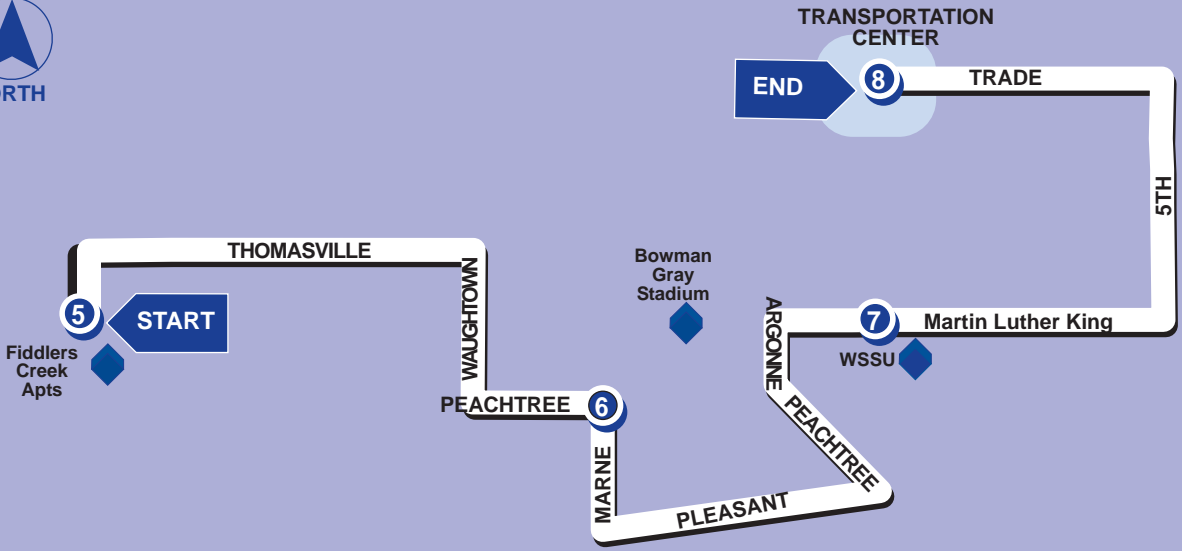 ORTH
TRANSPORTATION
CENTER
END
8
TRADE
5TH
THOMASVILLE
5
START
Fiddlers
Creek
Apts
WAUGHTOWN
PEACHTREE
6
MARNE
PLEASANT
PEACHTREE
ARGONNE
Bowman
Gray
Stadium
7
Martin Luther King
WSSU